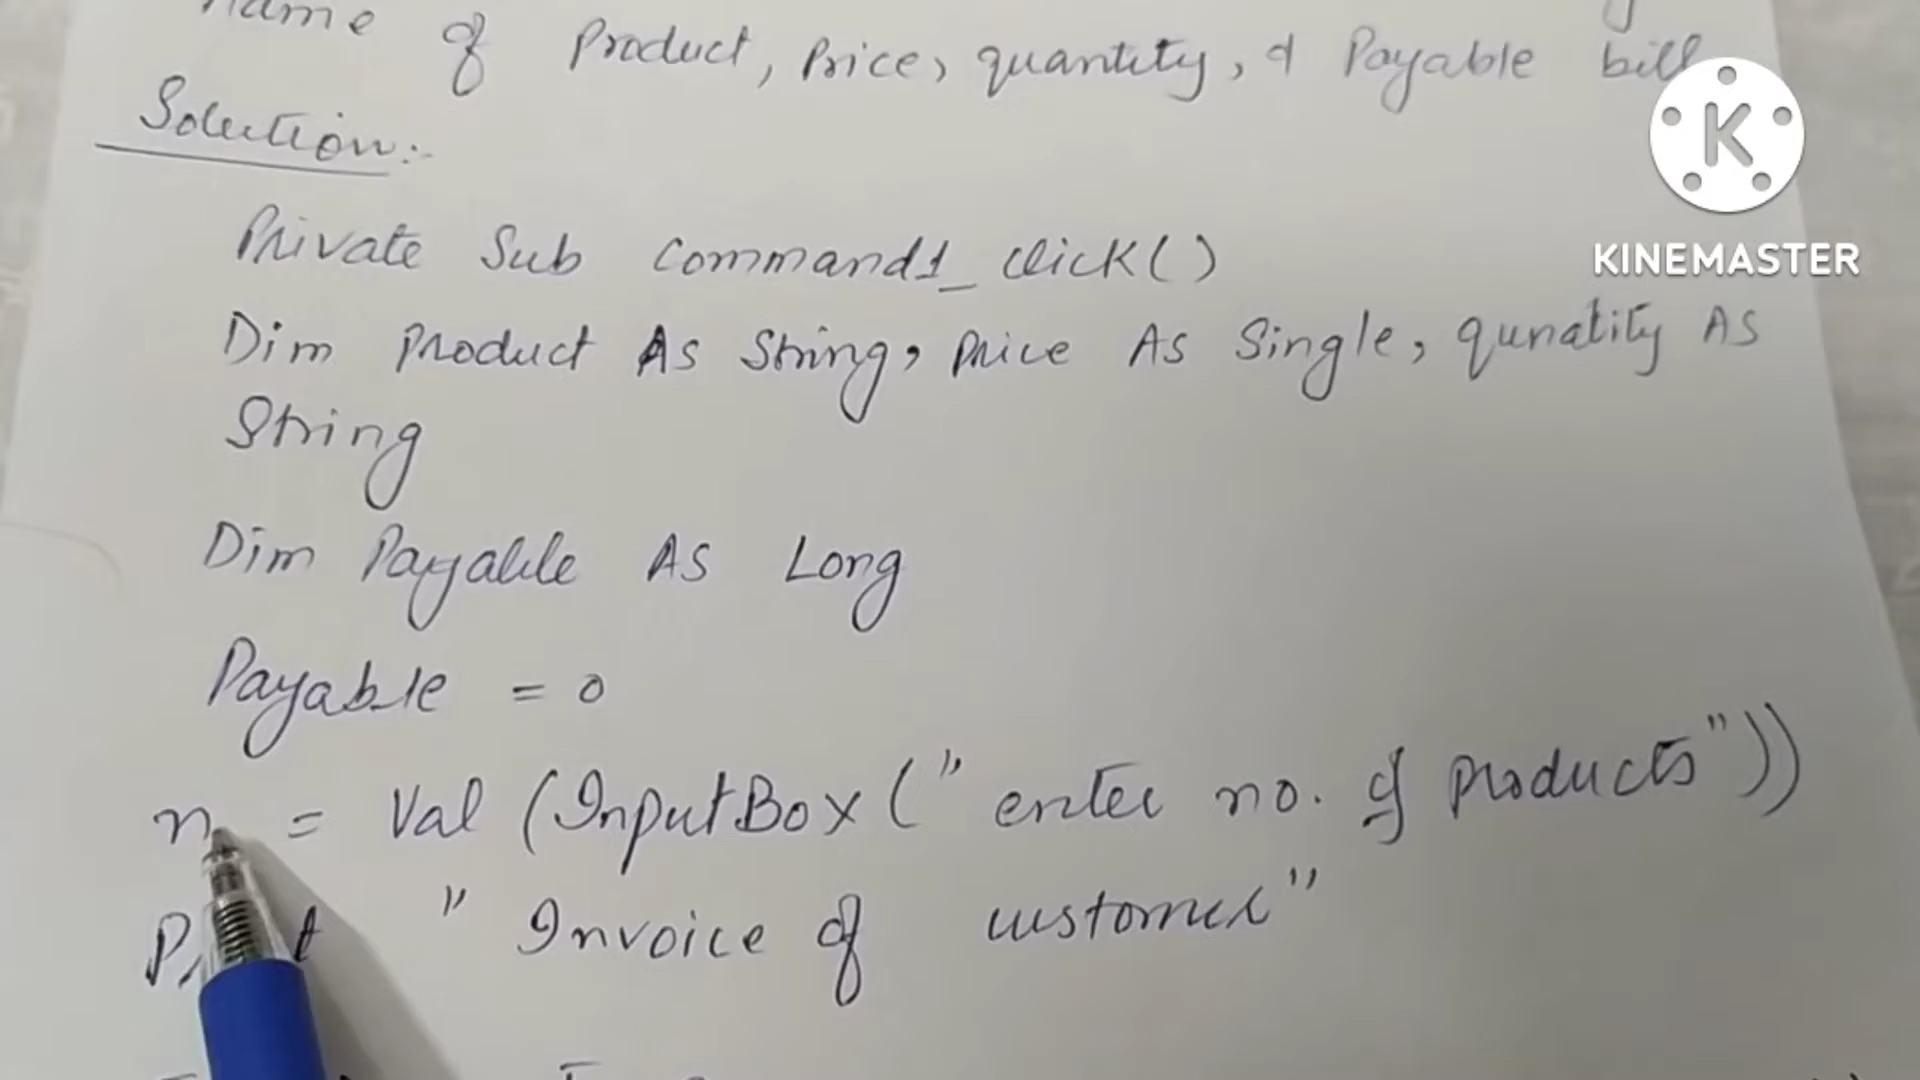 name of Product, Price, quantity, & Payable bill
Solution:-
Private Sub Command1_click()
Dim Product As String, Price As Single, qunatity As
String
Dim Payable As Long
Payable = 0
n = Val (InputBox (" enter no. of products"))
" Invoice of customer"
KINEMASTER